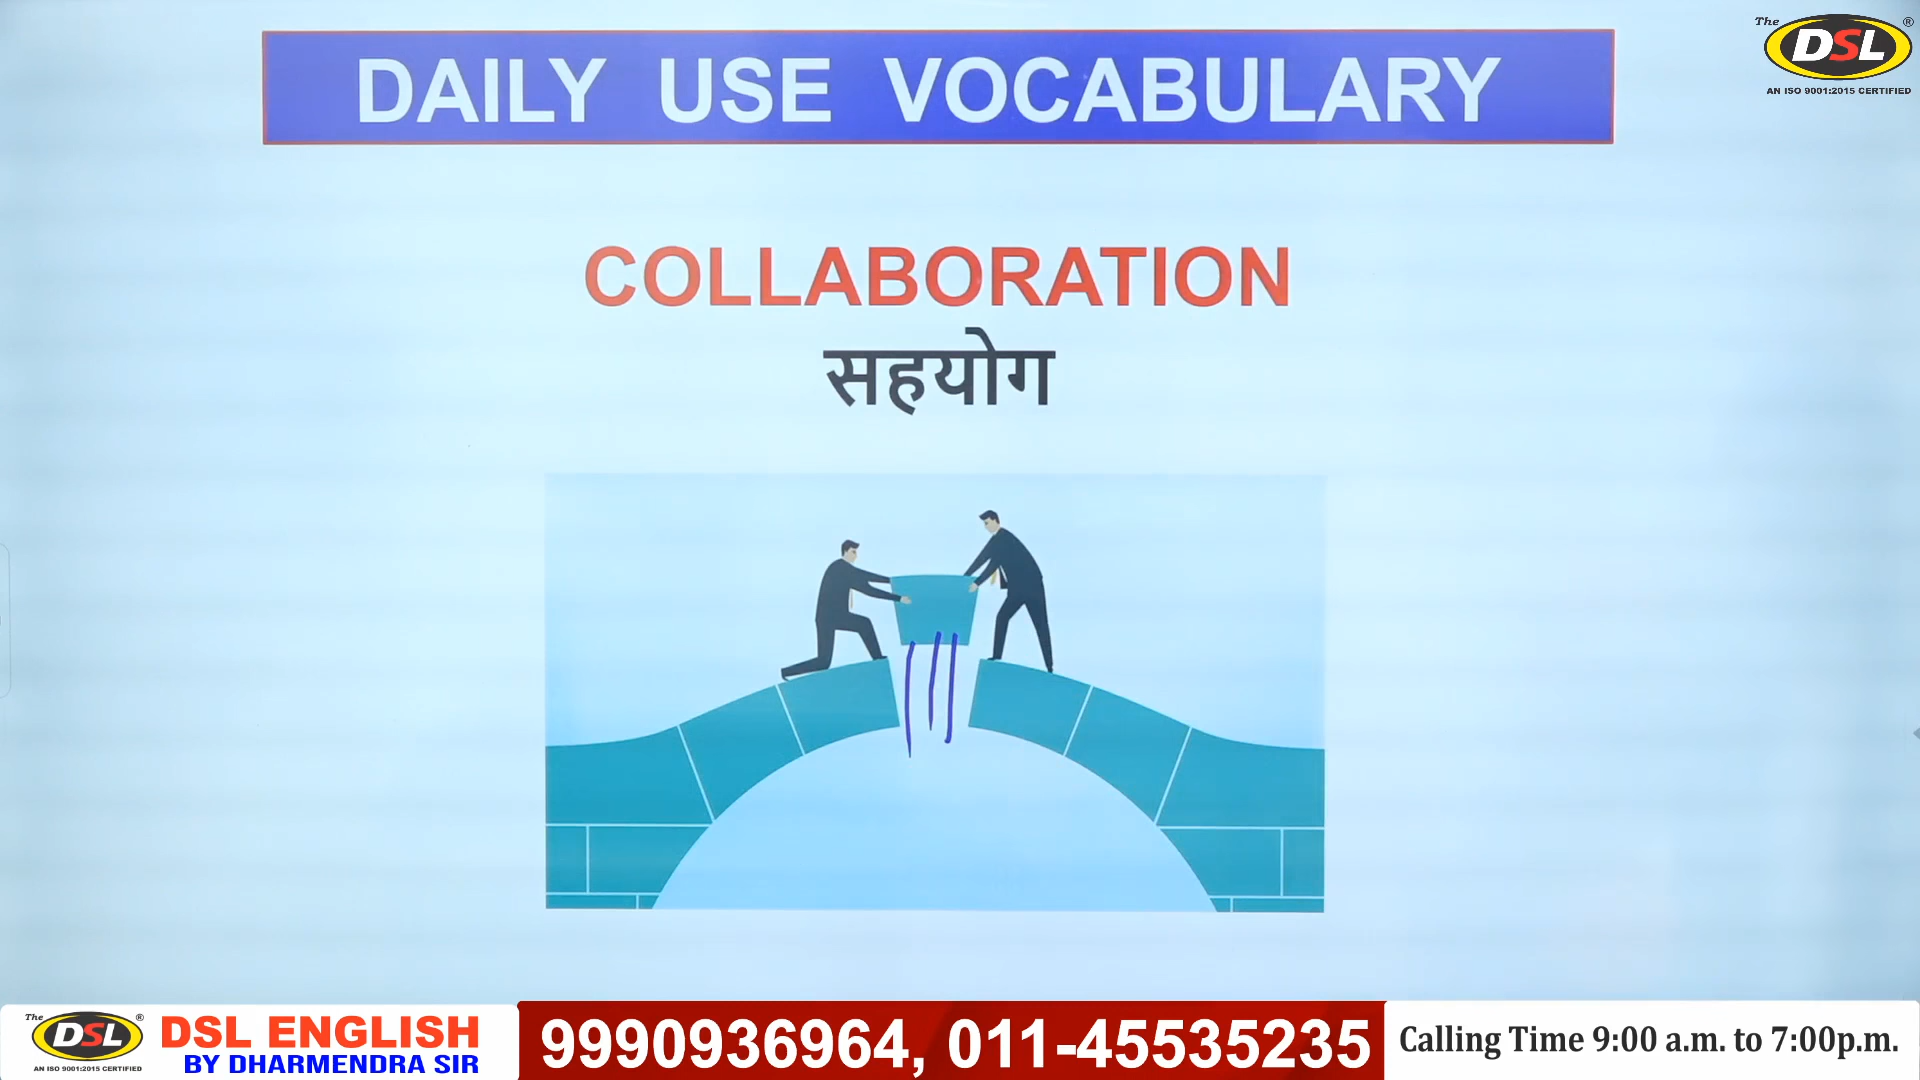 DAILY USE VOCABULARY
The DSL ®
AN ISO 9001:2015 CERTIFIED
COLLABORATION
सहयोग
The DSL ®
AN ISO 9001:2015 CERTIFIED
DSL ENGLISH
BY DHARMENDRA SIR
9990936964, 011-45535235
Calling Time 9:00 a.m. to 7:00p.m.